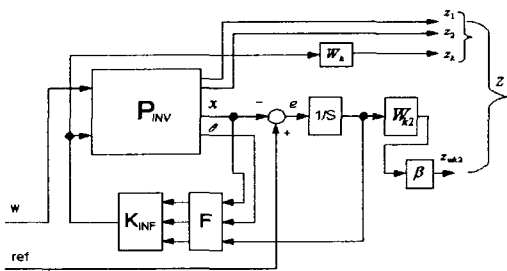 z1
z2
Wk zk
Z
PINV
x − e 1/S Wk2
θ +
β zwk2
KINF F
w
ref